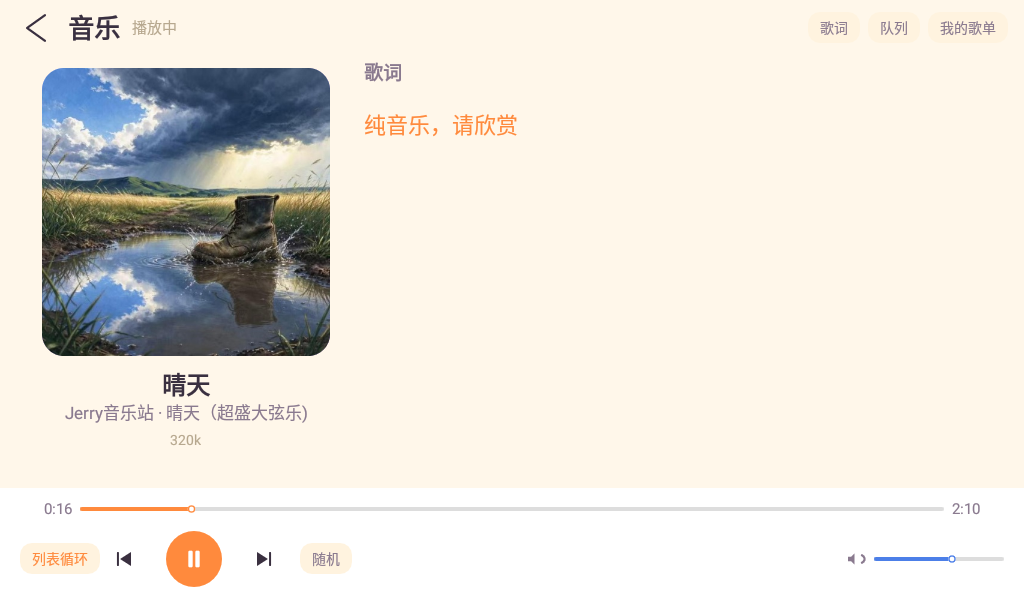 音乐 播放中 歌词 队列 我的歌单
歌词
纯音乐，请欣赏
晴天
Jerry音乐站 · 晴天（超盛大弦乐)
320k
0:16 2:10
列表循环 随机